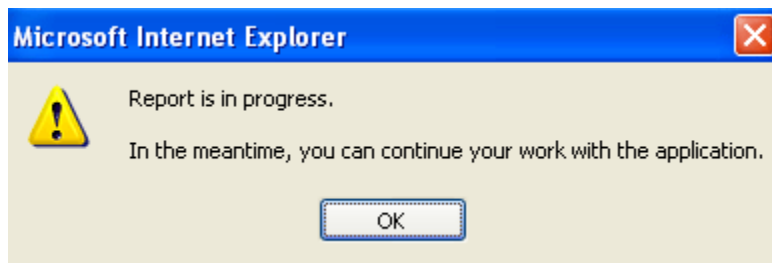 Microsoft Internet Explorer
Report is in progress.
In the meantime, you can continue your work with the application.
OK